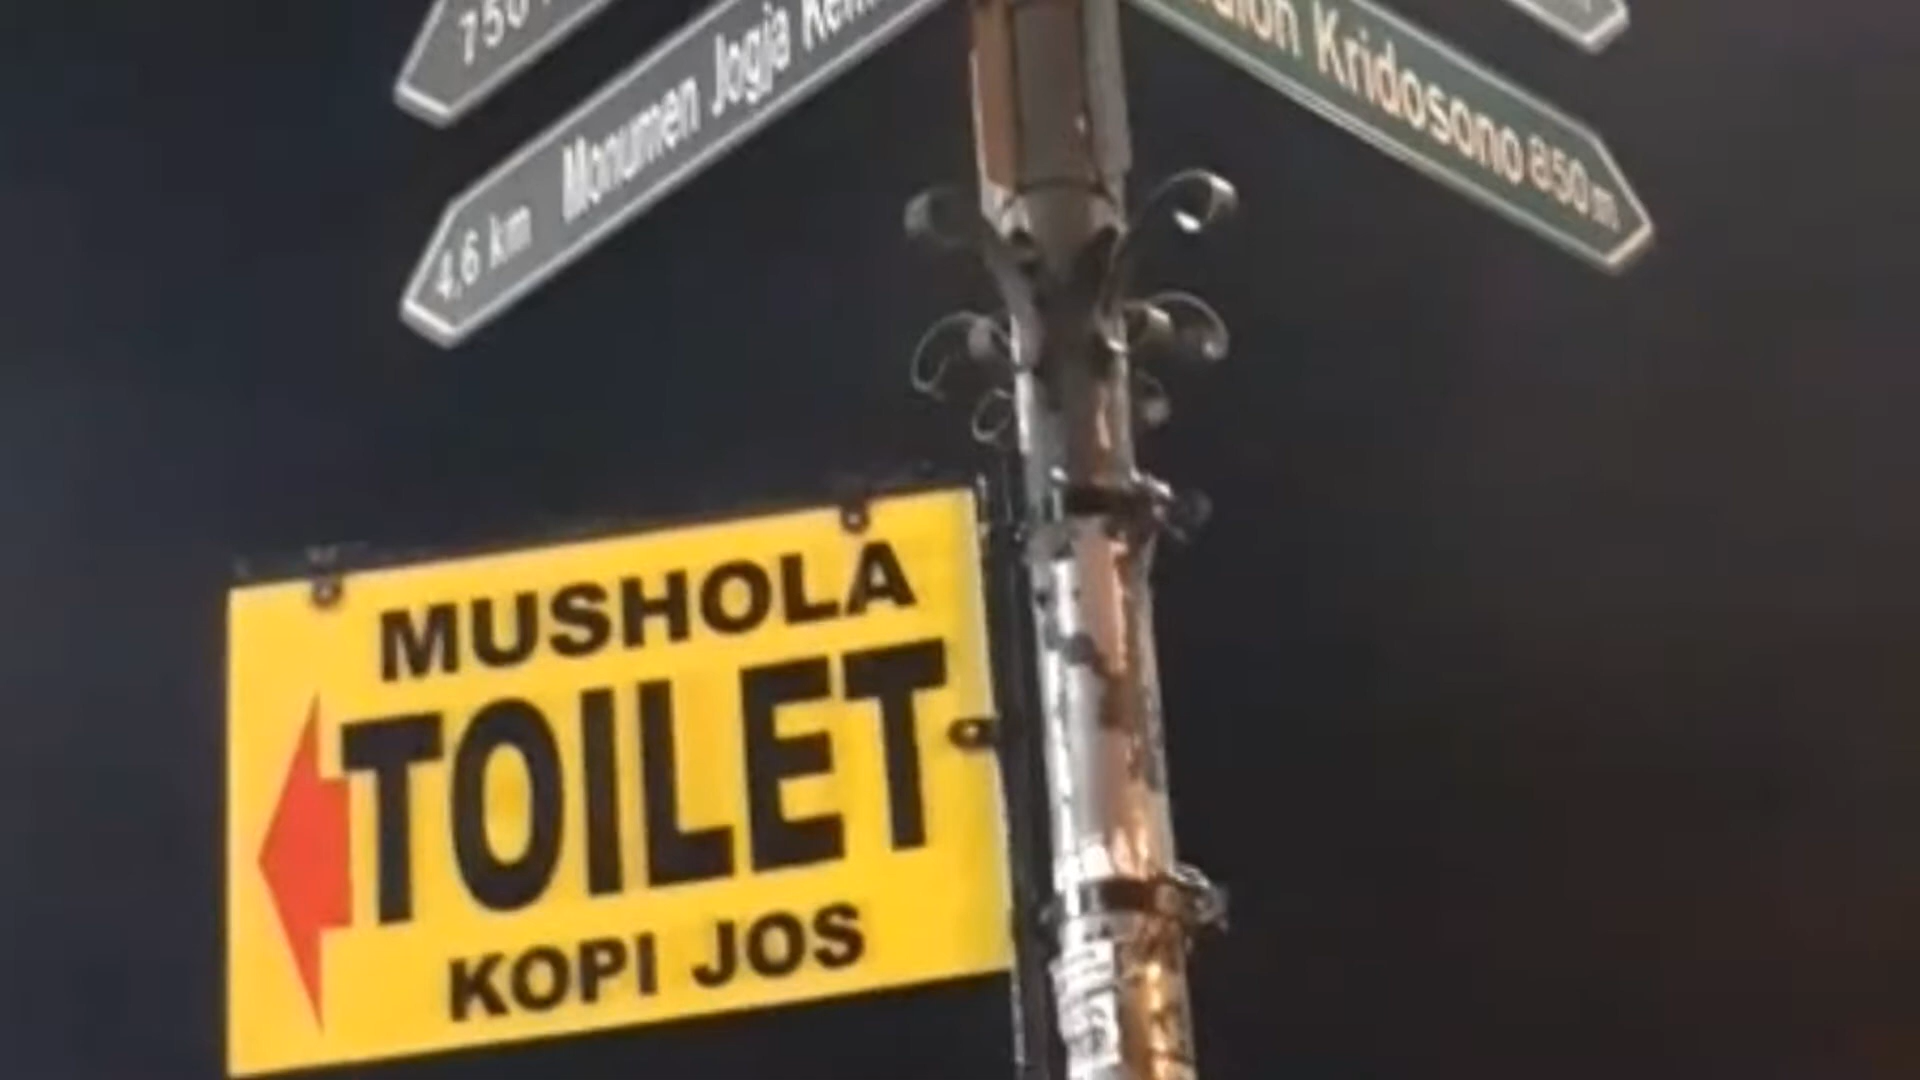 750
Monumen Jogja
4,6 km
Kridosono 850 m
MUSHOLA
TOILET
KOPI JOS